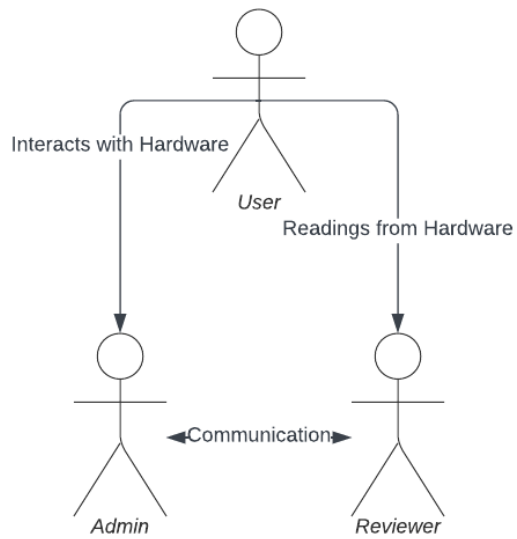 Interacts with Hardware
User
Readings from Hardware
Communication
Admin
Reviewer